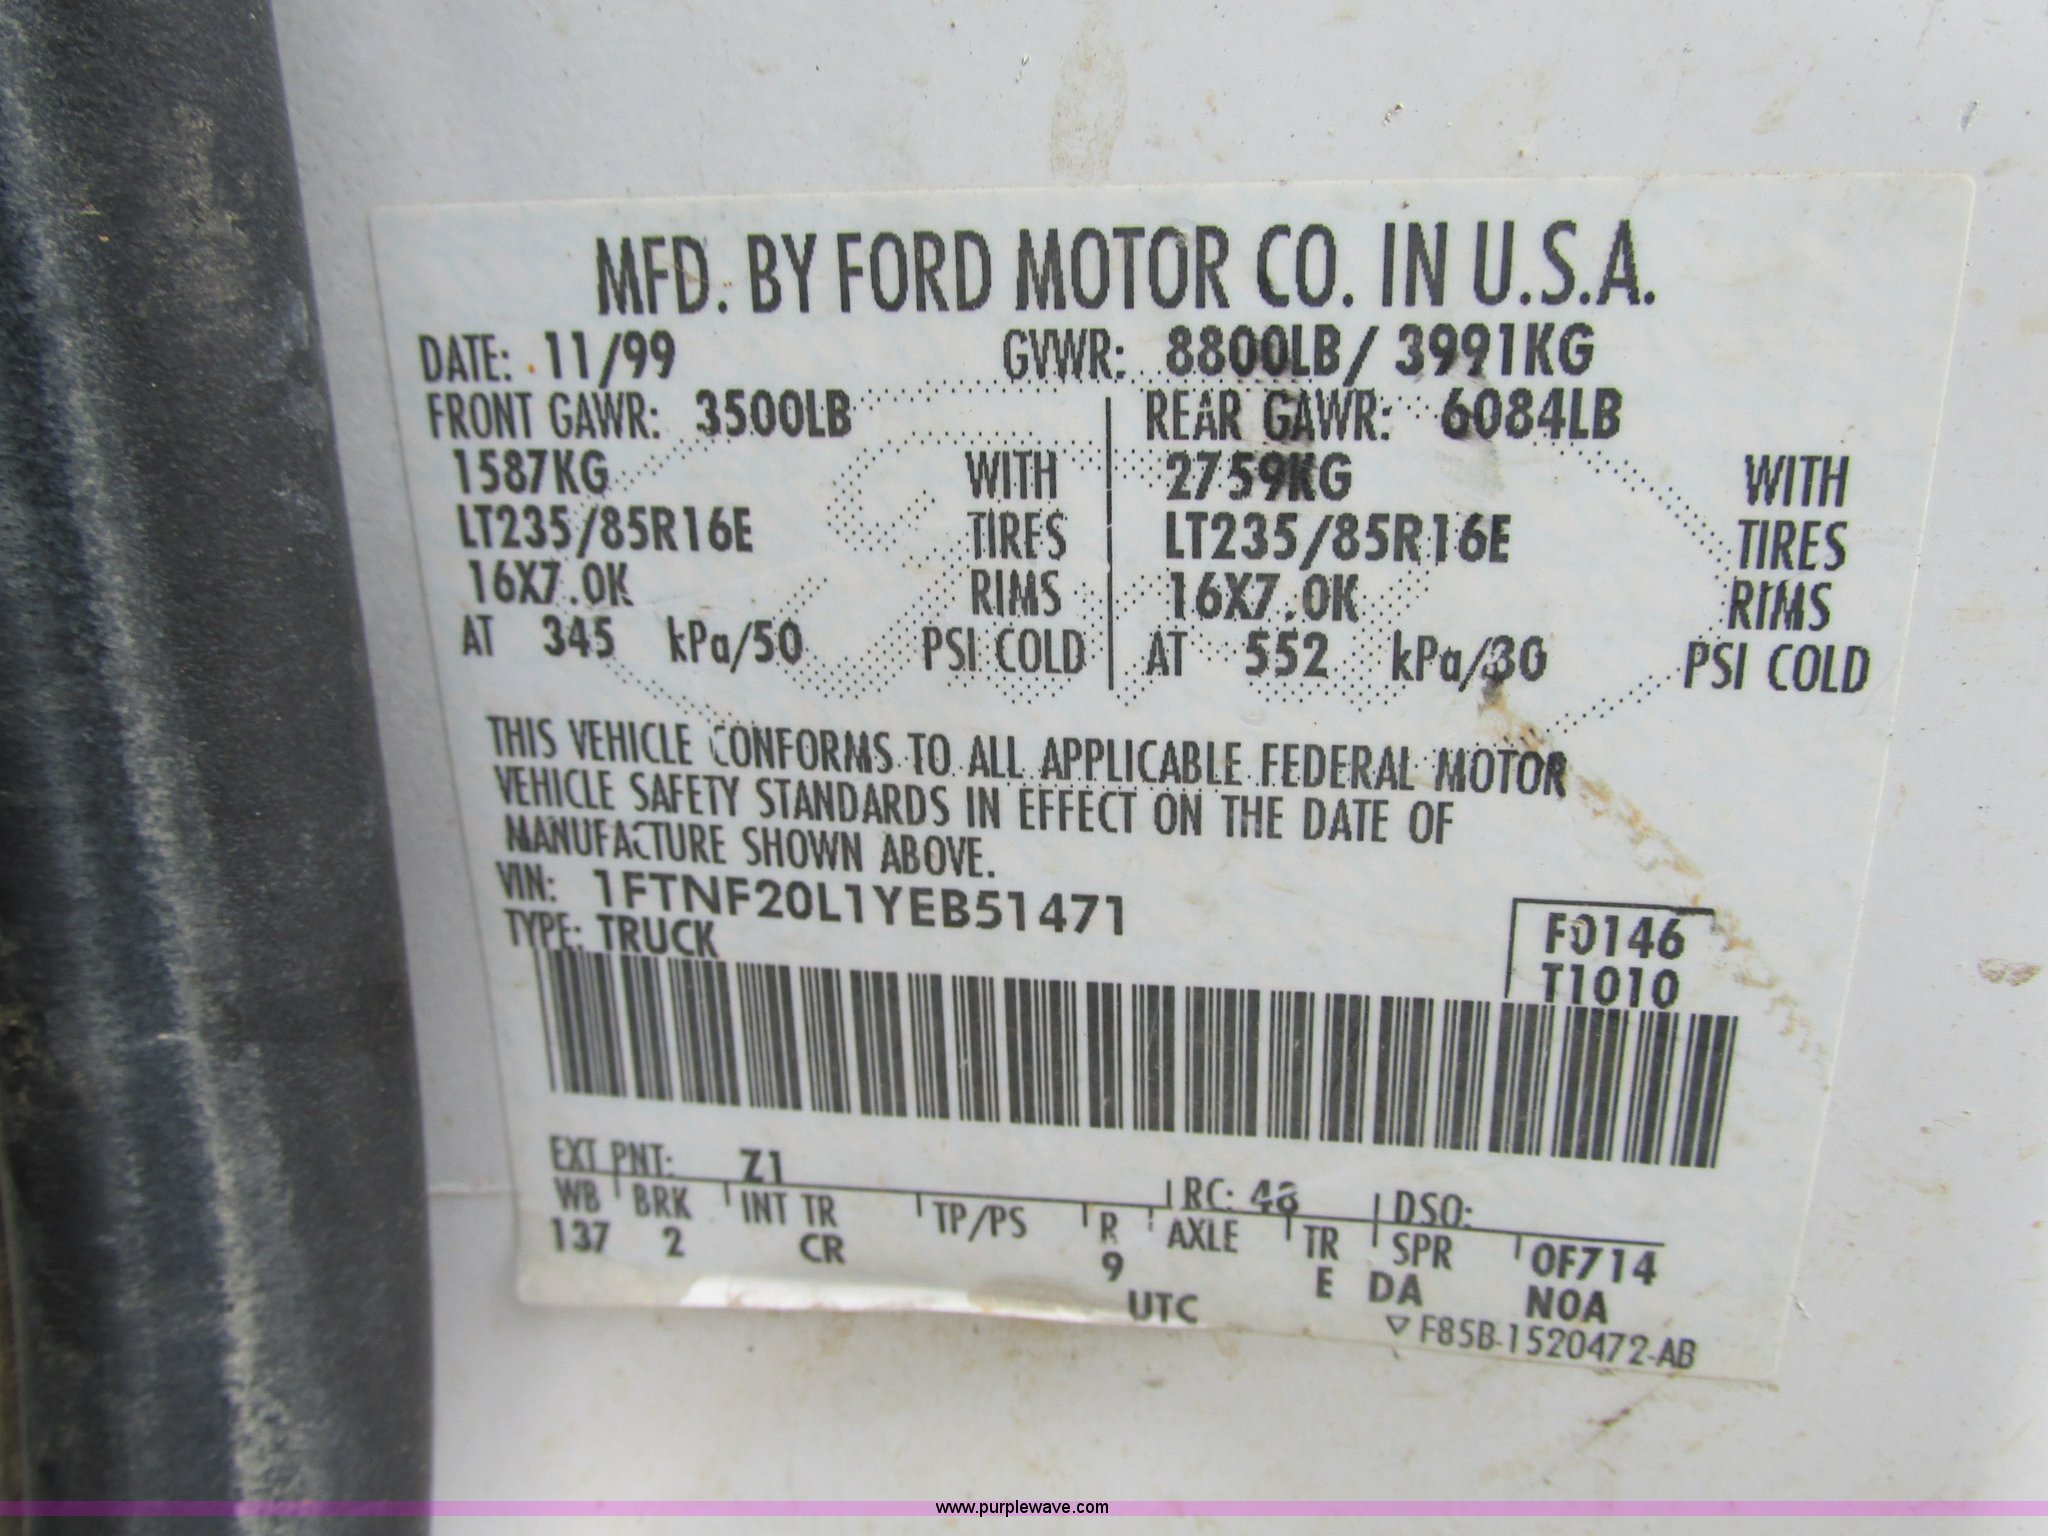 MFD. BY FORD MOTOR CO. IN U.S.A.
DATE: 11/99 GVWR: 8800LB/ 3991KG
FRONT GAWR: 3500LB REAR GAWR: 6084LB
1587KG WITH 2759KG WITH
LT235/85R16E TIRES LT235/85R16E TIRES
16X7.0K RIMS 16X7.0K RIMS
AT 345 kPa/50 PSI COLD AT 552 kPa/30 PSI COLD
THIS VEHICLE CONFORMS TO ALL APPLICABLE FEDERAL MOTOR
VEHICLE SAFETY STANDARDS IN EFFECT ON THE DATE OF
MANUFACTURE SHOWN ABOVE.
VIN: 1FTNF20L1YEB51471
TYPE: TRUCK
F0146
T1010
EXT PNT: Z1 RC: 48 DSO:
WB BRK INT TR TP/PS R AXLE TR SPR 0F714
137 2 CR 9 E DA N0A
UTC
▽ F85B-1520472-AB
www.purplewave.com